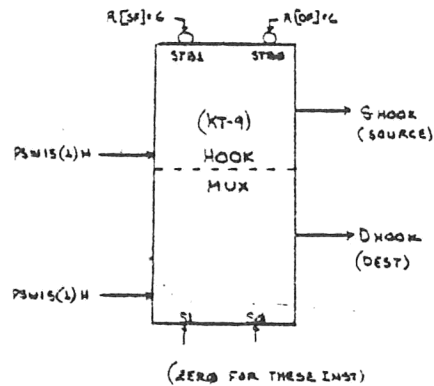 R[SF]=6 R[DF]=6
STB1 STB0
(KT-9)
HOOK
MUX
S HOOK
(SOURCE)
PSW15(1)H
D HOOK
(DEST)
PSW15(1)H
S1 S0
(ZERO FOR THESE INST)